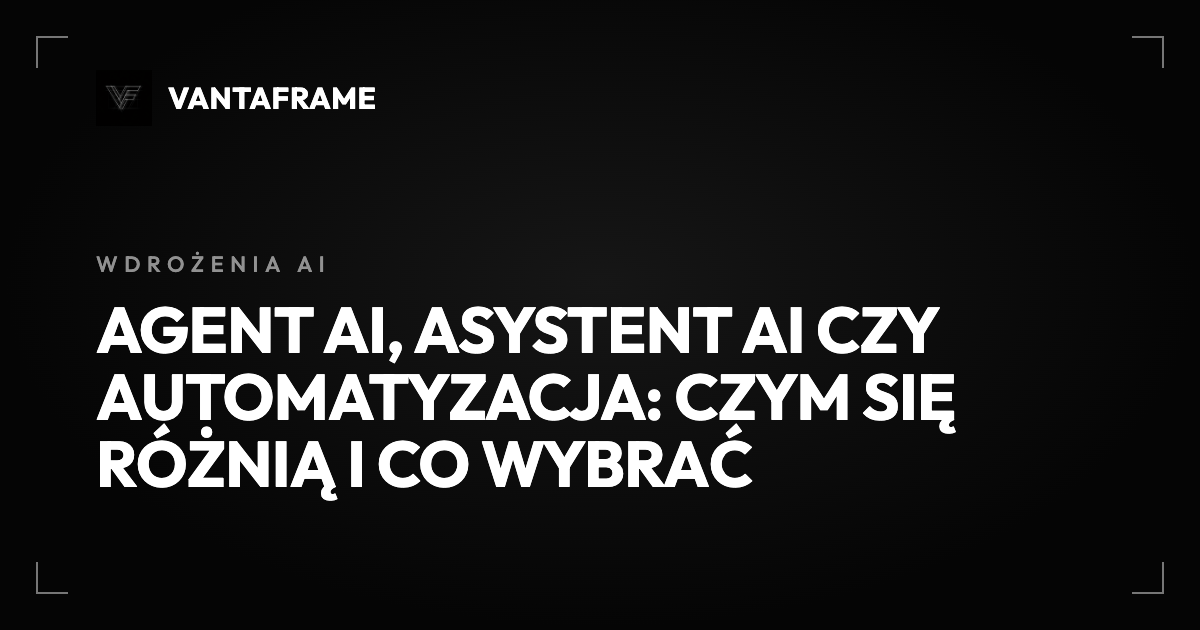 VANTAFRAME
WDROŻENIA AI
AGENT AI, ASYSTENT AI CZY
AUTOMATYZACJA: CZYM SIĘ
RÓŻNIĄ I CO WYBRAĆ